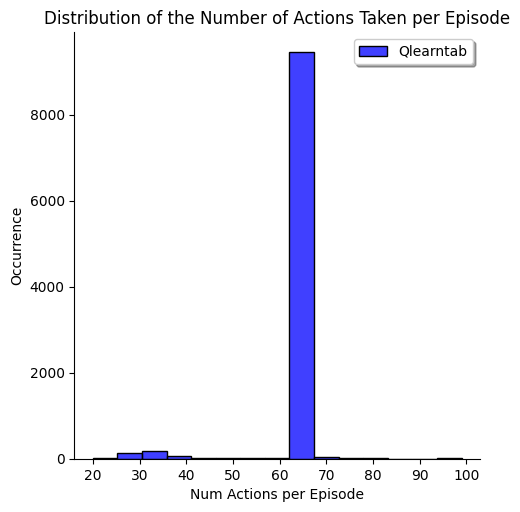 Distribution of the Number of Actions Taken per Episode
Qlearntab
8000
6000
4000
2000
0
Occurrence
20 30 40 50 60 70 80 90 100
Num Actions per Episode